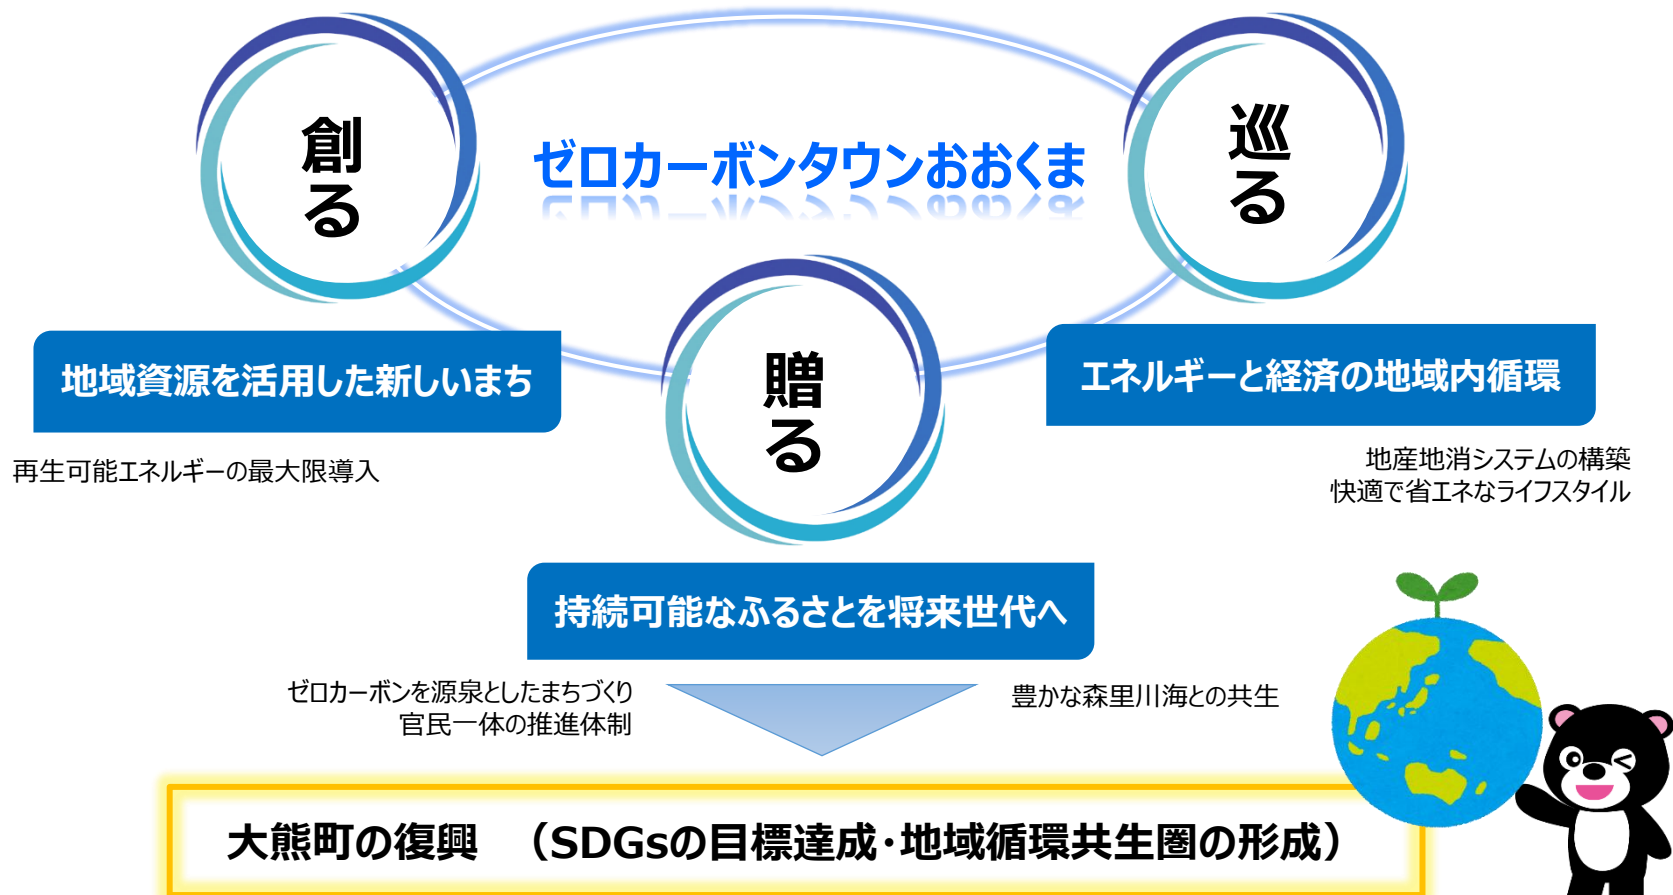 創る
ゼロカーボンタウンおおくま
巡る
贈る
地域資源を活用した新しいまち
再生可能エネルギーの最大限導入
エネルギーと経済の地域内循環
地産地消システムの構築
快適で省エネなライフスタイル
持続可能なふるさとを将来世代へ
ゼロカーボンを源泉としたまちづくり
官民一体の推進体制
豊かな森里川海との共生
大熊町の復興　（SDGsの目標達成・地域循環共生圏の形成）